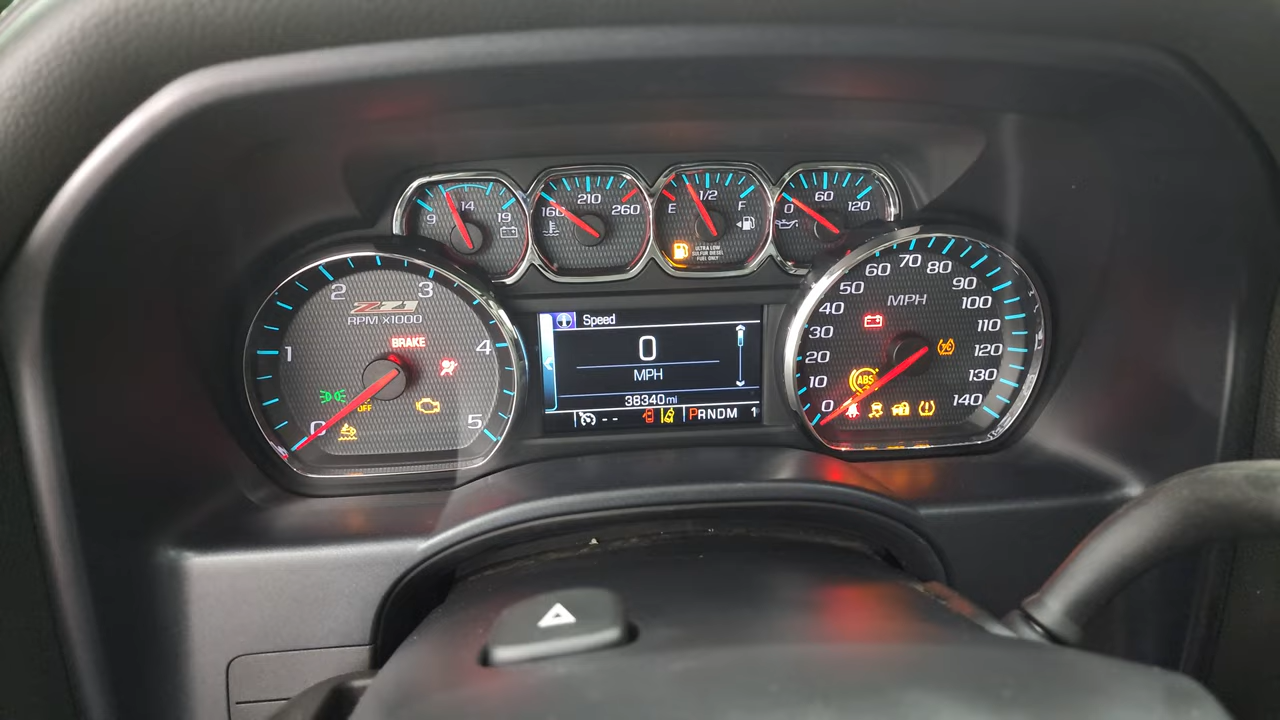 9 14 19
160 210 260
E 1/2 F
ULTRA LOW
SULFUR DIESEL
FUEL ONLY
0 60 120
0 1 2 3 4 5
Z71
RPM x1000
BRAKE
OFF
Speed
0
MPH
38340 mi
-- PRNDM 1
0 10 20 30 40 50 60 70 80 90 100 110 120 130 140
MPH
ABS